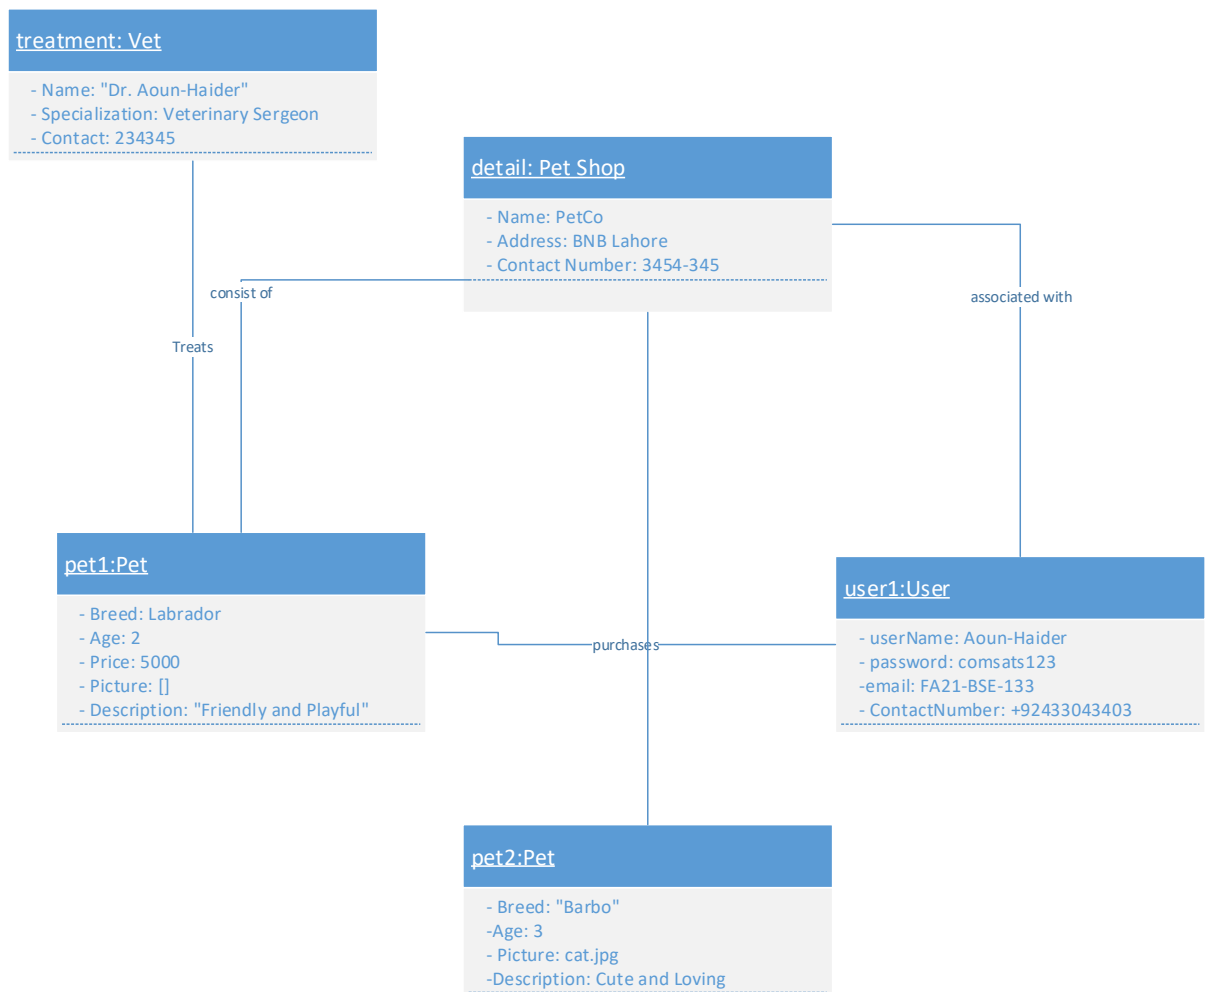 treatment: Vet
- Name: "Dr. Aoun-Haider"
- Specialization: Veterinary Sergeon
- Contact: 234345
detail: Pet Shop
- Name: PetCo
- Address: BNB Lahore
- Contact Number: 3454-345
consist of
associated with
Treats
pet1:Pet
- Breed: Labrador
- Age: 2
- Price: 5000
- Picture: []
- Description: "Friendly and Playful"
purchases
user1:User
- userName: Aoun-Haider
- password: comsats123
-email: FA21-BSE-133
- ContactNumber: +92433043403
pet2:Pet
- Breed: "Barbo"
-Age: 3
- Picture: cat.jpg
-Description: Cute and Loving